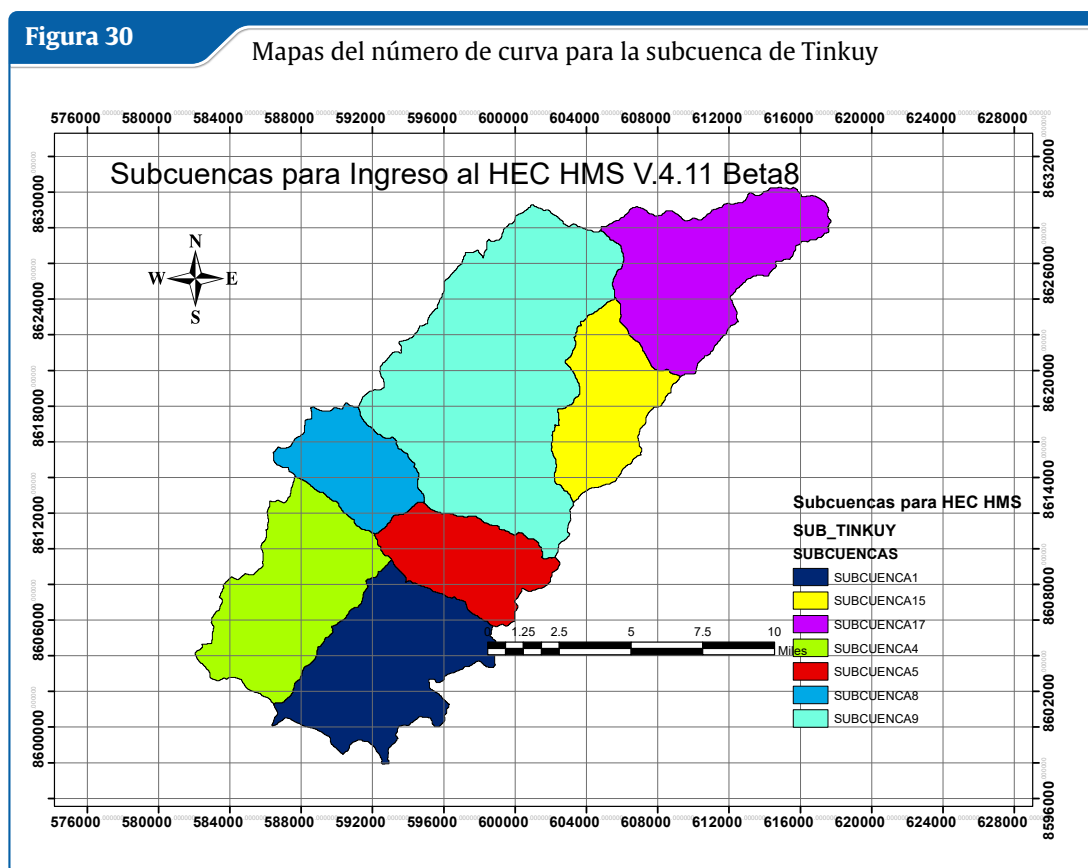 Figura 30
Mapas del número de curva para la subcuenca de Tinkuy
576000 580000 584000 588000 592000 596000 600000 604000 608000 612000 616000 620000 624000 628000
Subcuencas para Ingreso al HEC HMS V.4.11 Beta8
N
W E
S
8630000
8624000
8618000
8612000
8606000
8600000
8632000
8626000
8620000
8614000
8608000
8602000
8596000
Subcuencas para HEC HMS
SUB_TINKUY
SUBCUENCAS
SUBCUENCA1
SUBCUENCA15
SUBCUENCA17
SUBCUENCA4
SUBCUENCA5
SUBCUENCA8
SUBCUENCA9
0 1.25 2.5 5 7.5 10
Miles
576000 580000 584000 588000 592000 596000 600000 604000 608000 612000 616000 620000 624000 628000